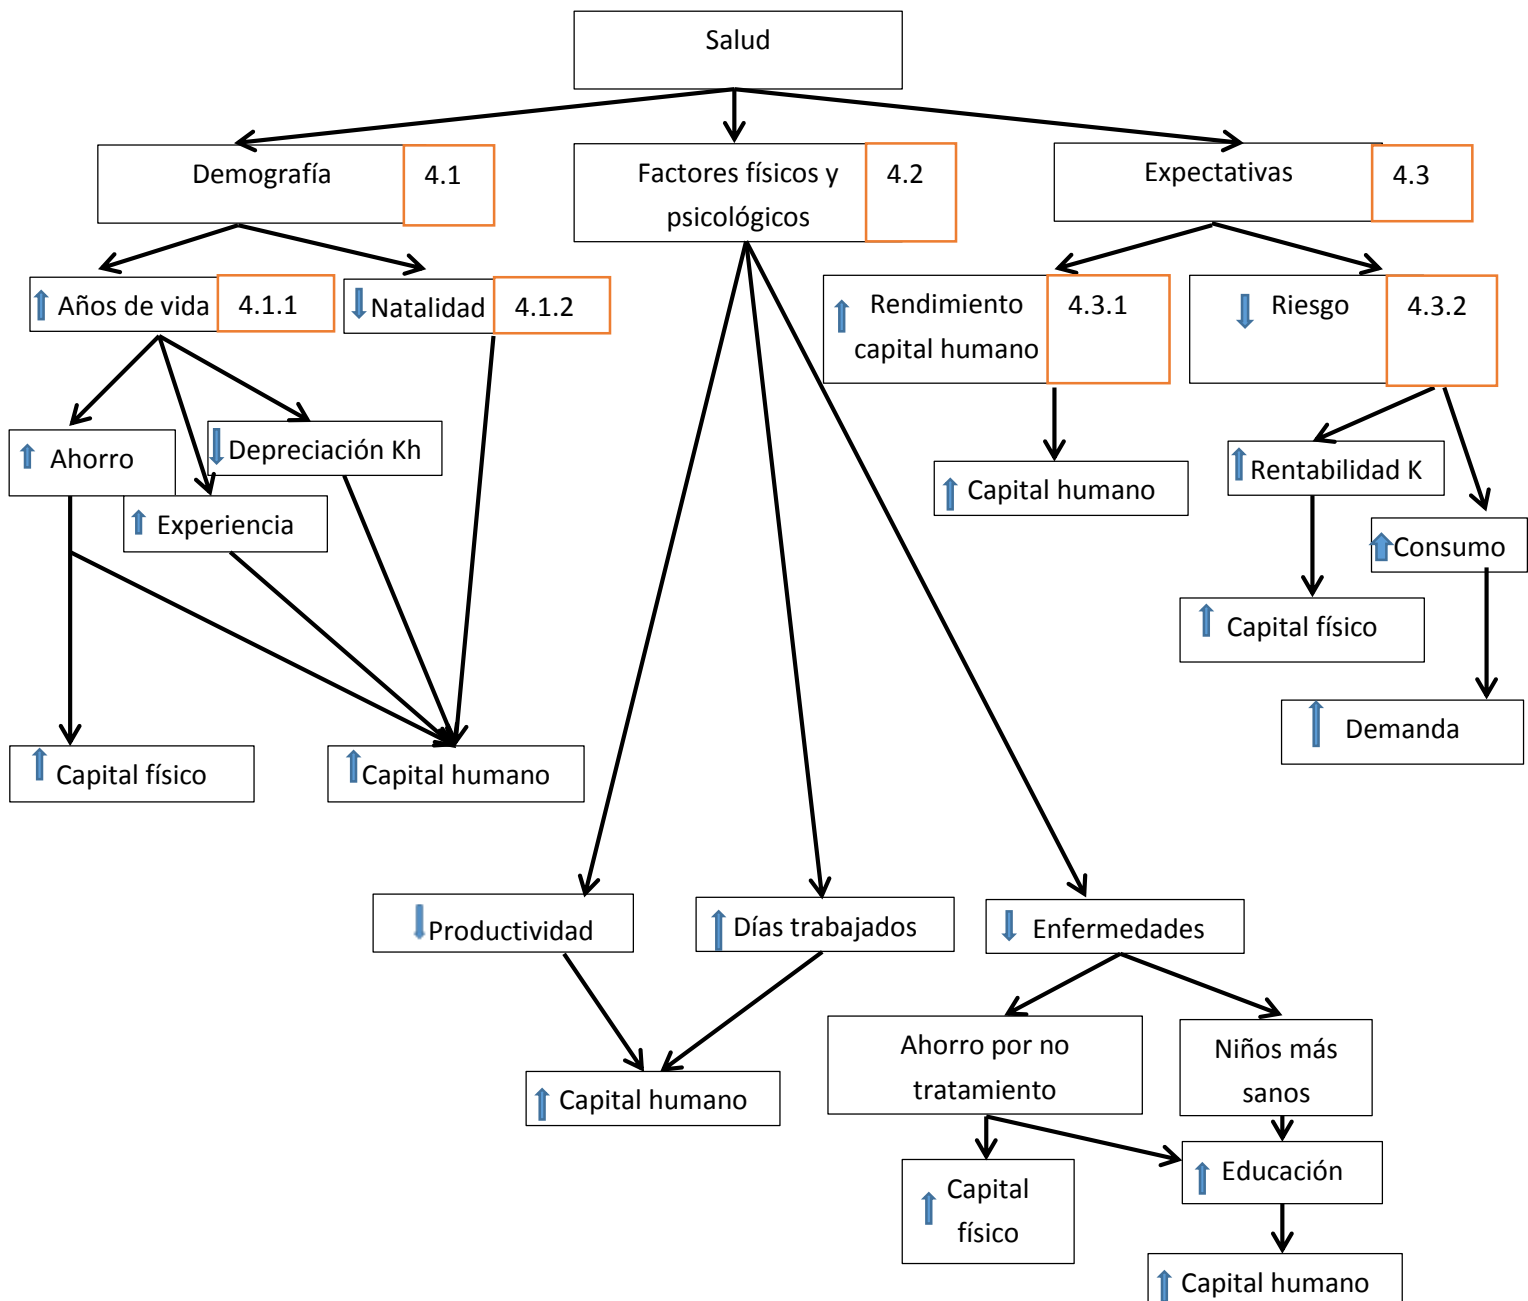 Salud
Demografía
4.1
Factores físicos y
psicológicos
4.2
Expectativas
4.3
Años de vida
4.1.1
Natalidad
4.1.2
Rendimiento
capital humano
4.3.1
Riesgo
4.3.2
Ahorro
Depreciación Kh
Experiencia
Capital humano
Rentabilidad K
Consumo
Capital físico
Demanda
Capital físico
Capital humano
Productividad
Días trabajados
Enfermedades
Capital humano
Ahorro por no
tratamiento
Niños más
sanos
Capital
físico
Educación
Capital humano